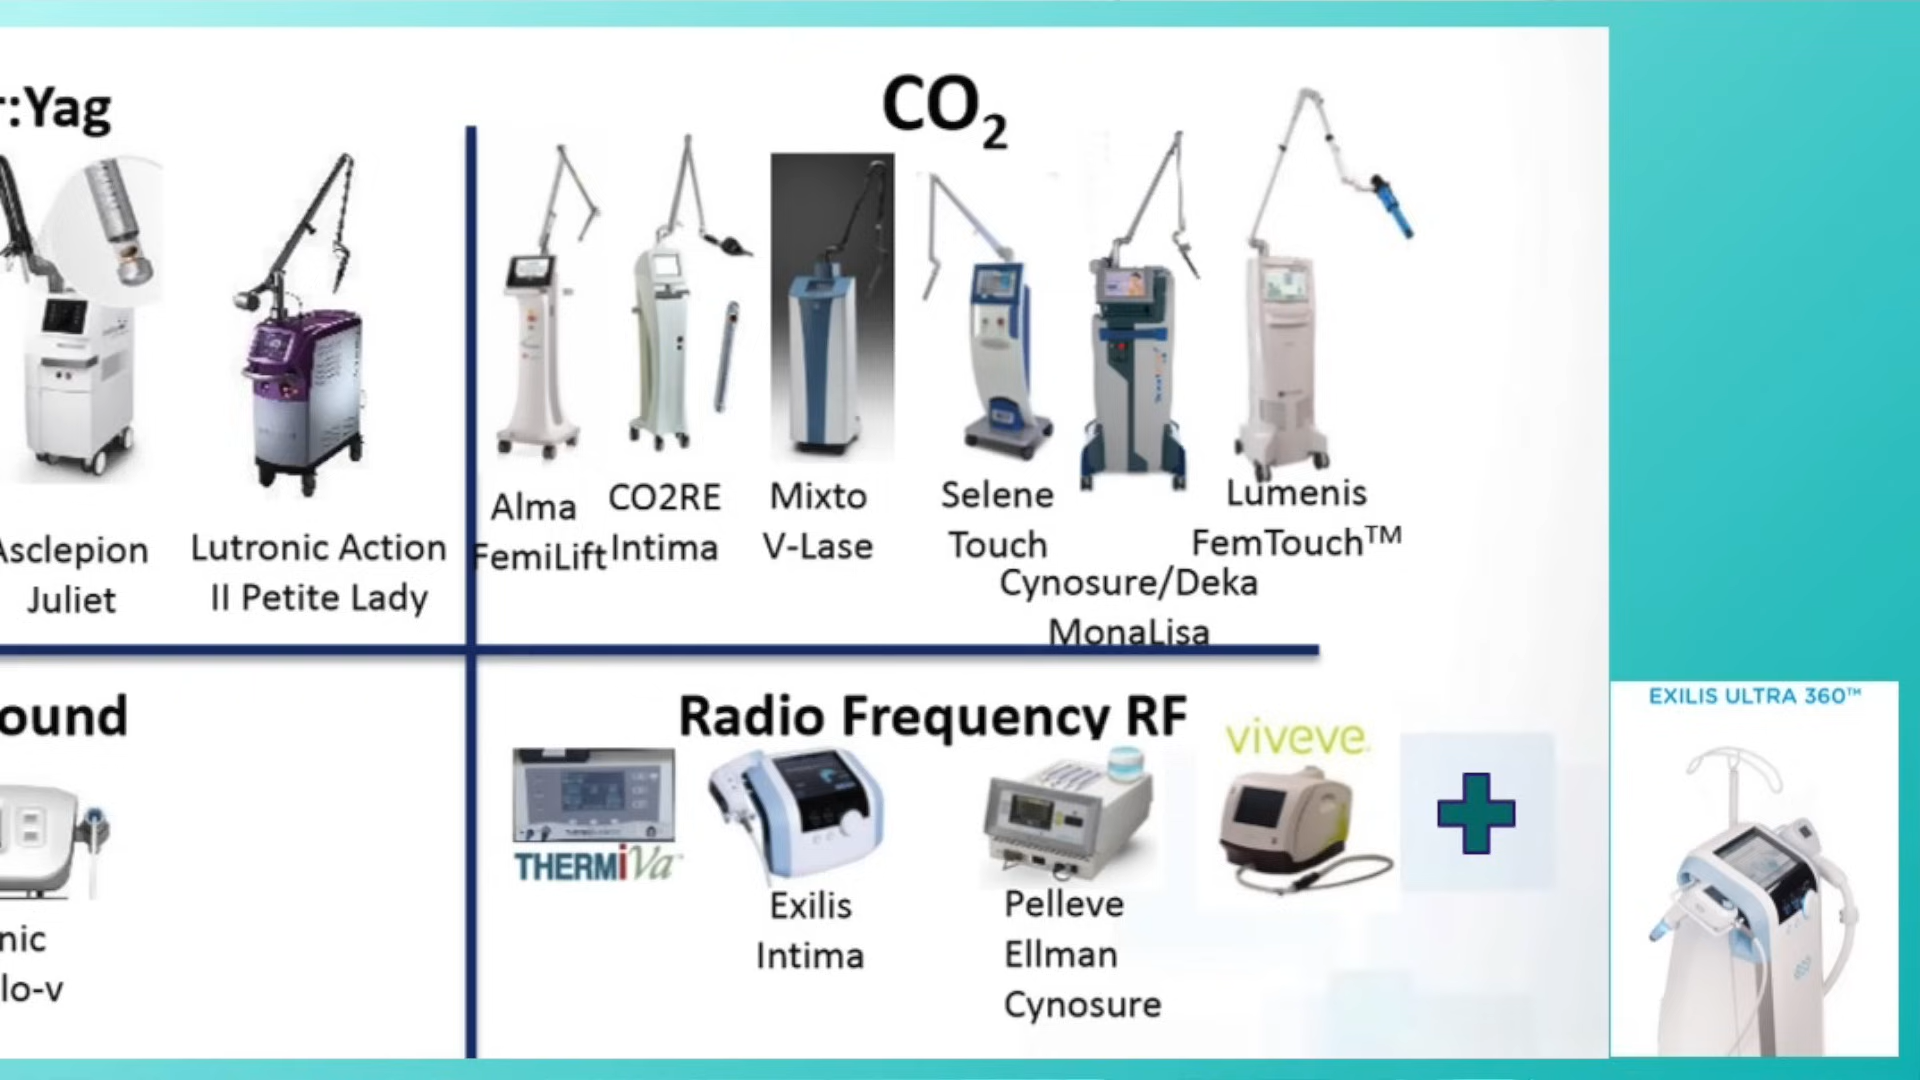 r:Yag
CO2
Asclepion
Juliet
Lutronic Action
II Petite Lady
Alma
FemiLift
CO2RE
Intima
Mixto
V-Lase
Selene
Touch
Cynosure/Deka
MonaLisa
Lumenis
FemTouch™
ound
nic
lo-v
Radio Frequency RF
THERMiVa
Exilis
Intima
Pelleve
Ellman
Cynosure
viveve
EXILIS ULTRA 360™